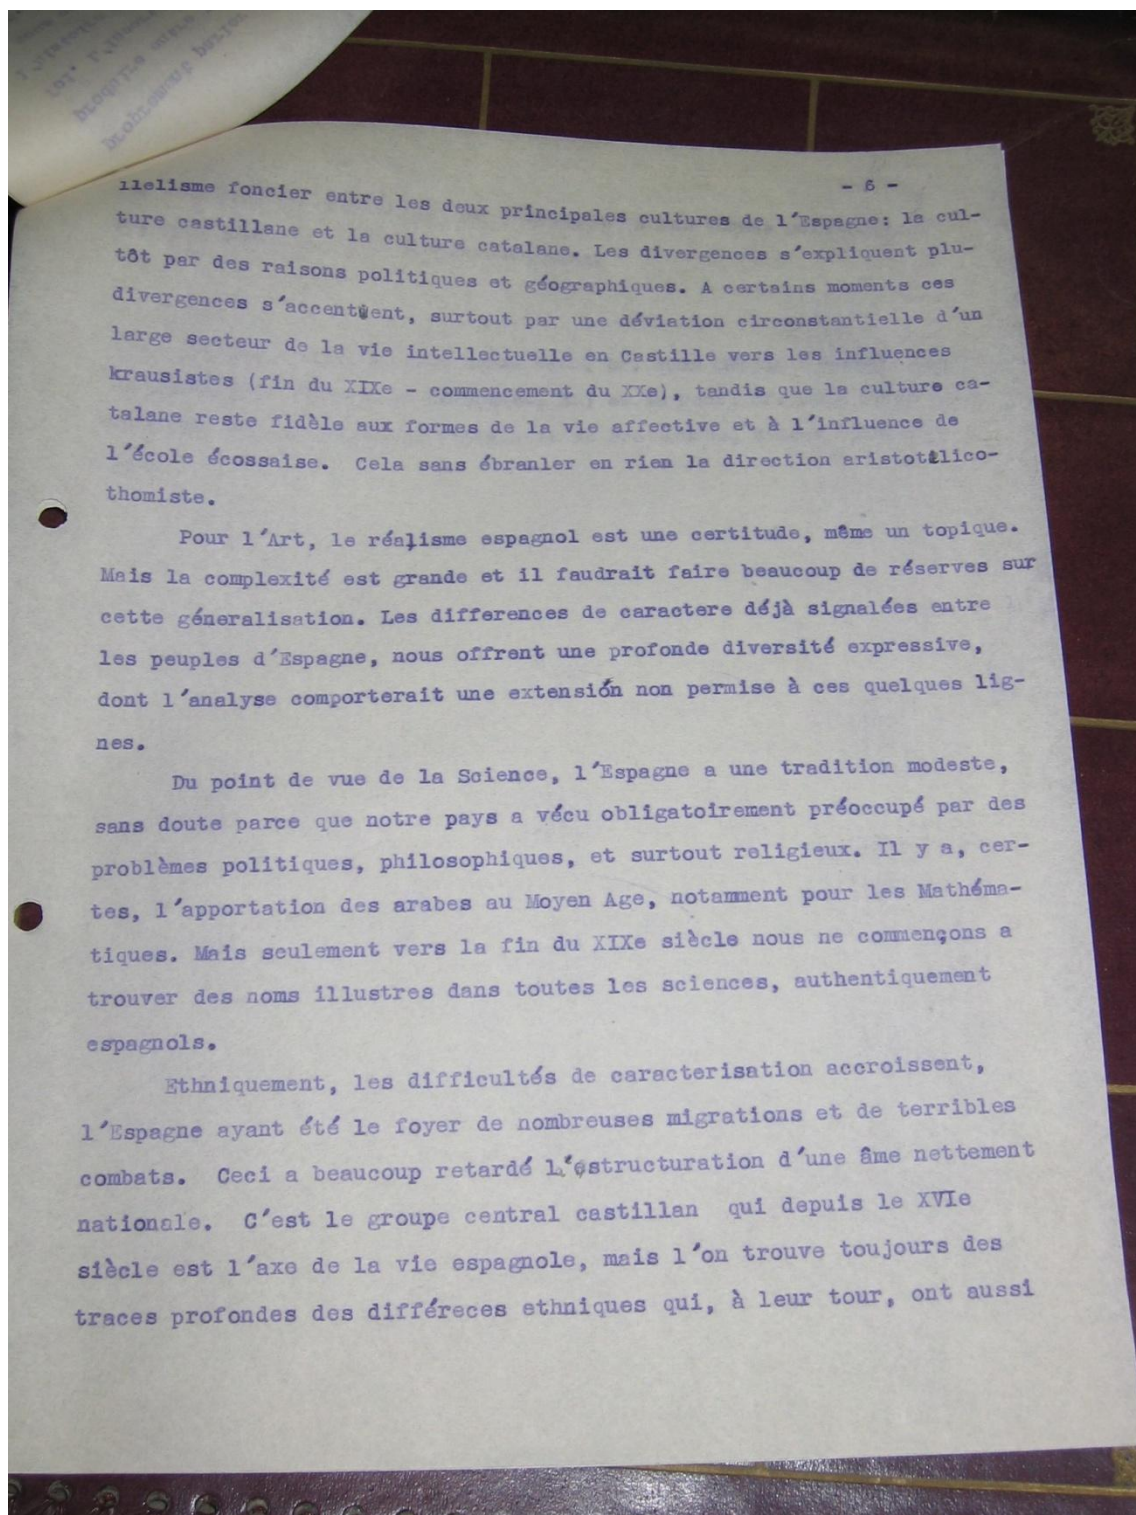 - 6 -
llelisme foncier entre les deux principales cultures de l'Espagne: la cul-
ture castillane et la culture catalane. Les divergences s'expliquent plu-
tôt par des raisons politiques et géographiques. A certains moments ces
divergences s'accentuent, surtout par une déviation circonstantielle d'un
large secteur de la vie intellectuelle en Castille vers les influences
krausistes (fin du XIXe - commencement du XXe), tandis que la culture ca-
talane reste fidèle aux formes de la vie affective et à l'influence de
l'école écossaise. Cela sans ébranler en rien la direction aristotélico-
thomiste.
Pour l'Art, le réalisme espagnol est une certitude, même un topique.
Mais la complexité est grande et il faudrait faire beaucoup de réserves sur
cette géneralisation. Les differences de caractere déjà signalées entre
les peuples d'Espagne, nous offrent une profonde diversité expressive,
dont l'analyse comporterait une extensión non permise à ces quelques lig-
nes.
Du point de vue de la Science, l'Espagne a une tradition modeste,
sans doute parce que notre pays a vécu obligatoirement préoccupé par des
problèmes politiques, philosophiques, et surtout religieux. Il y a, cer-
tes, l'apportation des arabes au Moyen Age, notamment pour les Mathéma-
tiques. Mais seulement vers la fin du XIXe siècle nous ne commençons a
trouver des noms illustres dans toutes les sciences, authentiquement
espagnols.
Ethniquement, les difficultés de caracterisation accroissent,
l'Espagne ayant été le foyer de nombreuses migrations et de terribles
combats. Ceci a beaucoup retardé l'estructuration d'une âme nettement
nationale. C'est le groupe central castillan qui depuis le XVIe
siècle est l'axe de la vie espagnole, mais l'on trouve toujours des
traces profondes des différeces ethniques qui, à leur tour, ont aussi